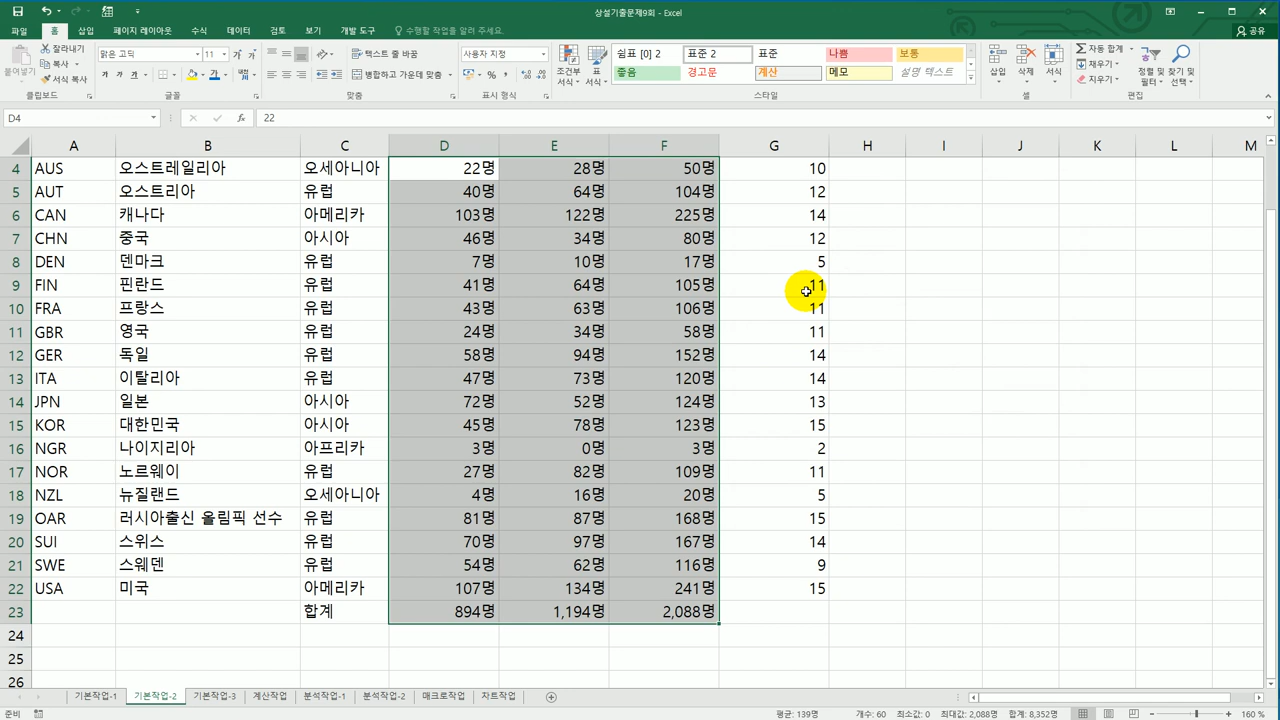 상설기출문제9회 - Excel
파일 홈 삽입 페이지 레이아웃 수식 데이터 검토 보기 개발 도구 수행할 작업을 알려 주세요. 공유
붙여넣기 잘라내기 복사 서식 복사 클립보드
맑은 고딕 11 가 가 가 가 가 가 가 글꼴
텍스트 줄 바꿈 병합하고 가운데 맞춤 맞춤
사용자 지정 % 표시 형식
조건부 서식 표 서식 쉼표 [0] 2 표준 2 표준 나쁨 보통
좋음 경고문 계산 메모 설명 텍스트 스타일
삽입 삭제 서식 셀
자동 합계 채우기 지우기 정렬 및 필터 찾기 및 선택 편집
D4 fx 22
A B C D E F G H I J K L M
4 AUS 오스트레일리아 오세아니아 22명 28명 50명 10
5 AUT 오스트리아 유럽 40명 64명 104명 12
6 CAN 캐나다 아메리카 103명 122명 225명 14
7 CHN 중국 아시아 46명 34명 80명 12
8 DEN 덴마크 유럽 7명 10명 17명 5
9 FIN 핀란드 유럽 41명 64명 105명 11
10 FRA 프랑스 유럽 43명 63명 106명 11
11 GBR 영국 유럽 24명 34명 58명 11
12 GER 독일 유럽 58명 94명 152명 14
13 ITA 이탈리아 유럽 47명 73명 120명 14
14 JPN 일본 아시아 72명 52명 124명 13
15 KOR 대한민국 아시아 45명 78명 123명 15
16 NGR 나이지리아 아프리카 3명 0명 3명 2
17 NOR 노르웨이 유럽 27명 82명 109명 11
18 NZL 뉴질랜드 오세아니아 4명 16명 20명 5
19 OAR 러시아출신 올림픽 선수 유럽 81명 87명 168명 15
20 SUI 스위스 유럽 70명 97명 167명 14
21 SWE 스웨덴 유럽 54명 62명 116명 9
22 USA 미국 아메리카 107명 134명 241명 15
23 합계 894명 1,194명 2,088명
24
25
26
기본작업-1 기본작업-2 기본작업-3 계산작업 분석작업-1 분석작업-2 매크로작업 차트작업
준비 평균: 139명 개수: 60 최소값: 0 최대값: 2,088명 합계: 8,352명 160 %